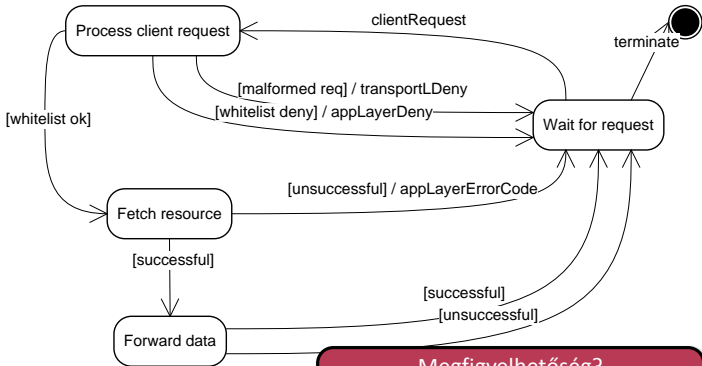 clientRequest
Process client request
terminate
[malformed req] / transportLDeny
[whitelist deny] / appLayerDeny
[whitelist ok]
Wait for request
[unsuccessful] / appLayerErrorCode
Fetch resource
[successful]
[successful]
[unsuccessful]
Forward data
Megfigyelhetőség?